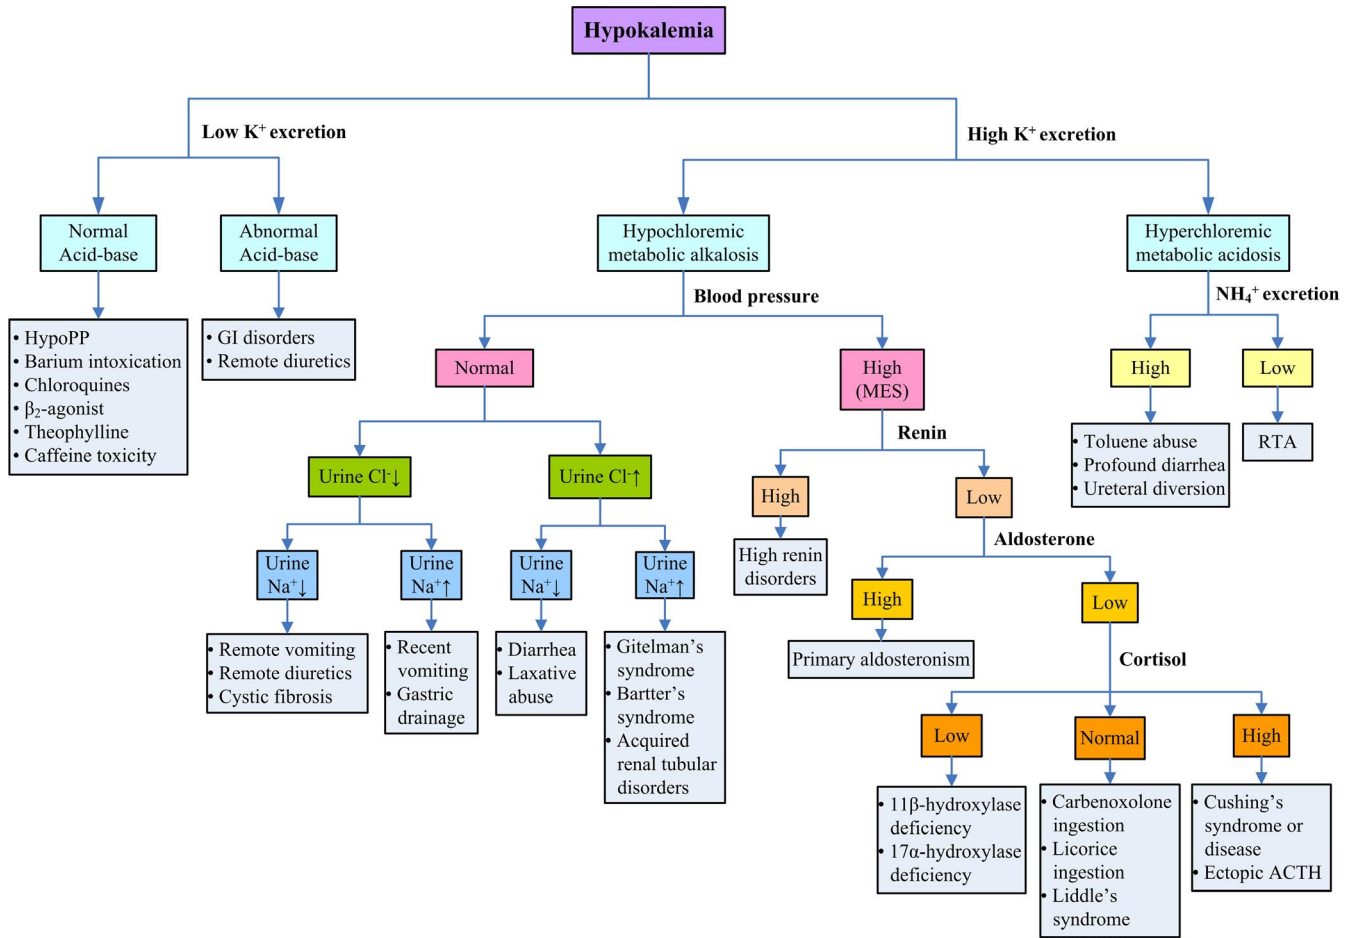 Hypokalemia
Low K⁺ excretion
High K⁺ excretion
Normal
Acid-base
Abnormal
Acid-base
Hypochloremic
metabolic alkalosis
Hyperchloremic
metabolic acidosis
• HypoPP
• Barium intoxication
• Chloroquines
• β₂-agonist
• Theophylline
• Caffeine toxicity
• GI disorders
• Remote diuretics
Blood pressure
NH₄⁺ excretion
Normal
High
(MES)
High
Low
• Toluene abuse
• Profound diarrhea
• Ureteral diversion
RTA
Urine Cl⁻↓
Urine Cl⁻↑
Renin
High
Low
High renin
disorders
Urine
Na⁺↓
Urine
Na⁺↑
Urine
Na⁺↓
Urine
Na⁺↑
• Remote vomiting
• Remote diuretics
• Cystic fibrosis
• Recent
vomiting
• Gastric
drainage
• Diarrhea
• Laxative
abuse
• Gitelman’s
syndrome
• Bartter’s
syndrome
• Acquired
renal tubular
disorders
Aldosterone
High
Low
Primary aldosteronism
Cortisol
Low
Normal
High
• 11β-hydroxylase
deficiency
• 17α-hydroxylase
deficiency
• Carbenoxolone
ingestion
• Licorice
ingestion
• Liddle’s
syndrome
• Cushing’s
syndrome or
disease
• Ectopic ACTH